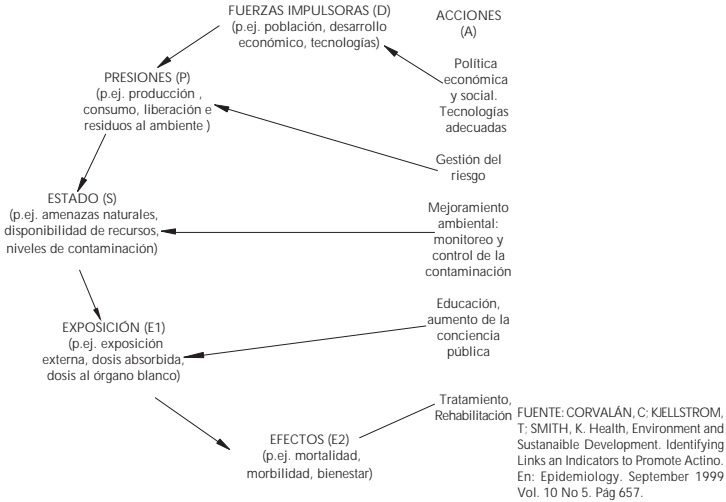 FUERZAS IMPULSORAS (D)
(p.ej. población, desarrollo
económico, tecnologías)
ACCIONES
(A)
Política
económica
y social.
Tecnologías
adecuadas
PRESIONES (P)
(p.ej. producción ,
consumo, liberación e
residuos al ambiente )
Gestión del
riesgo
ESTADO (S)
(p.ej. amenazas naturales,
disponibilidad de recursos,
niveles de contaminación)
Mejoramiento
ambiental:
monitoreo y
control de la
contaminación
EXPOSICIÓN (E1)
(p.ej. exposición
externa, dosis absorbida,
dosis al órgano blanco)
Educación,
aumento de la
conciencia
pública
EFECTOS (E2)
(p.ej. mortalidad,
morbilidad, bienestar)
Tratamiento,
Rehabilitación
FUENTE: CORVALÁN, C; KJELLSTROM,
T; SMITH, K. Health, Environment and
Sustanaible Development. Identifying
Links an Indicators to Promote Actino.
En: Epidemiology. September 1999
Vol. 10 No 5. Pág 657.